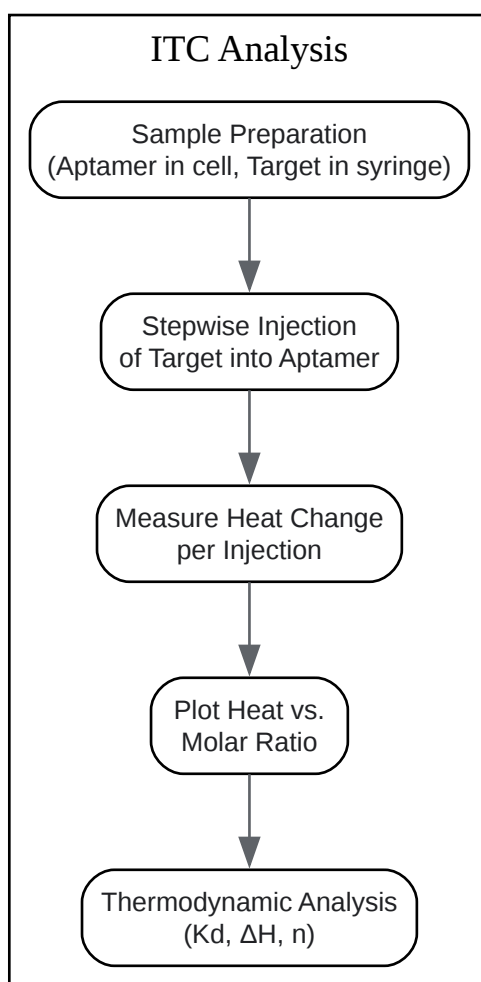 ITC Analysis
Sample Preparation
(Aptamer in cell, Target in syringe)
Stepwise Injection
of Target into Aptamer
Measure Heat Change
per Injection
Plot Heat vs.
Molar Ratio
Thermodynamic Analysis
(Kd, ΔH, n)